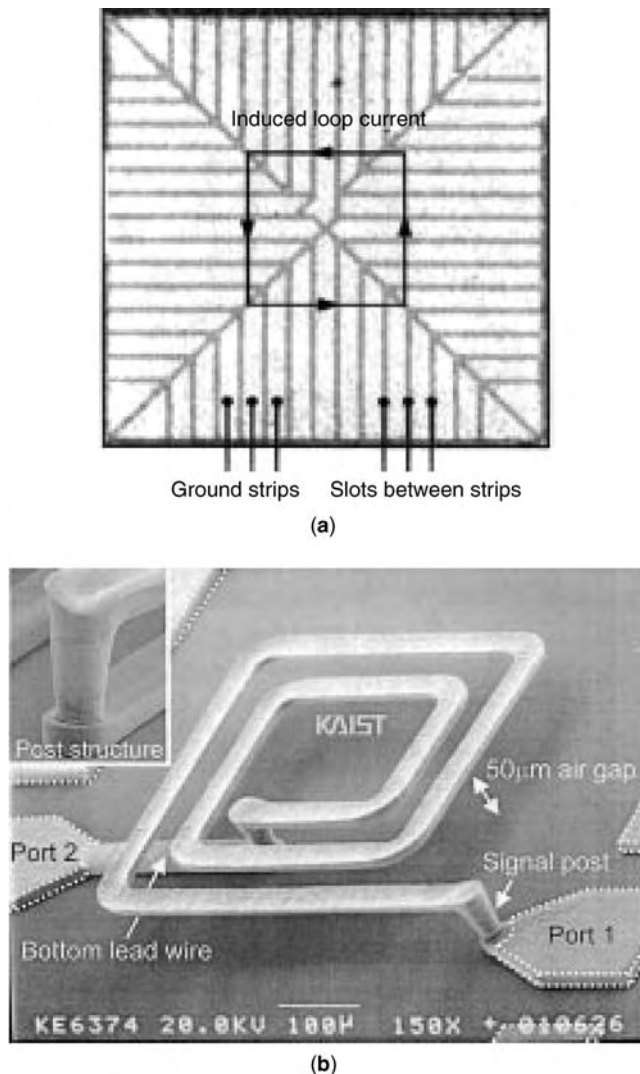 Induced loop current
Ground strips
Slots between strips
(a)
Post structure
KAIST
50μm air gap
Port 2
Signal post
Port 1
Bottom lead wire
KE6374 20.0KV 100μ 150X + 010626
(b)